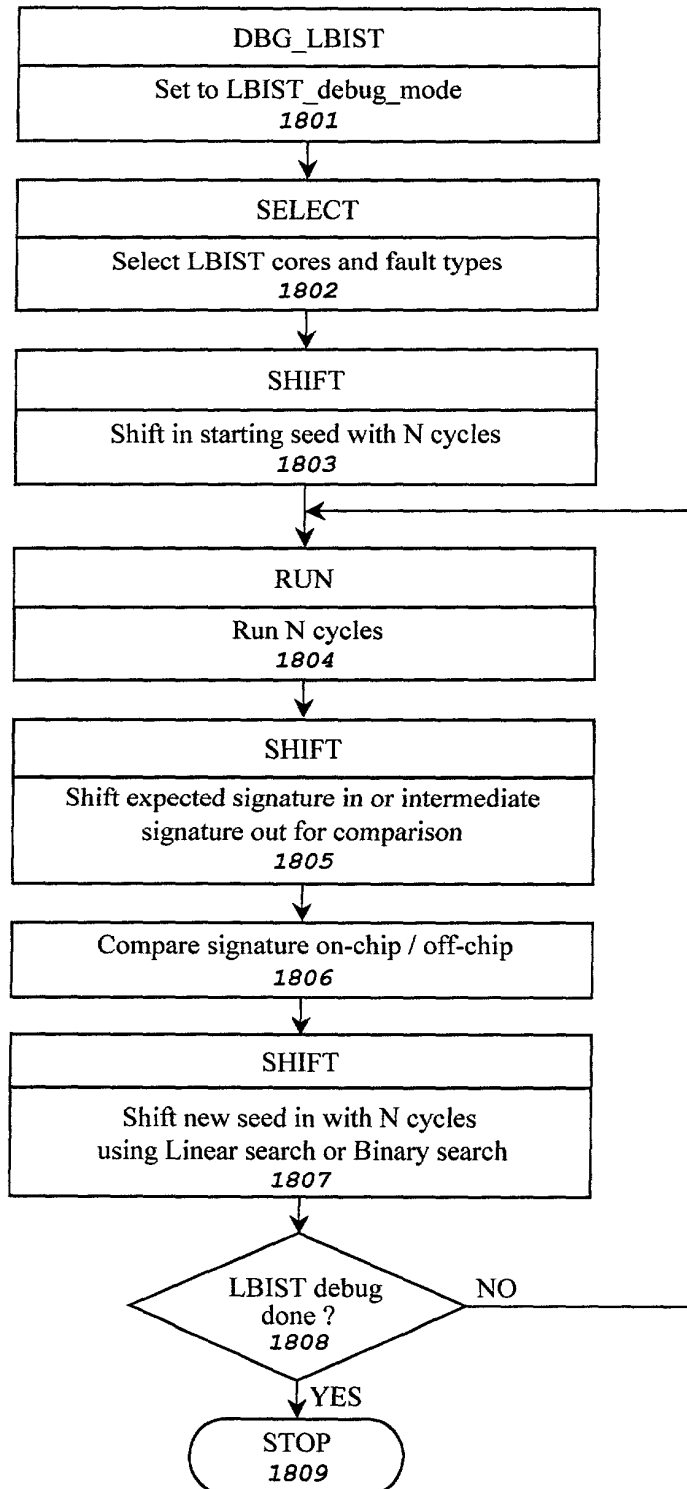 DBG_LBIST
Set to LBIST_debug_mode
1801
SELECT
Select LBIST cores and fault types
1802
SHIFT
Shift in starting seed with N cycles
1803
RUN
Run N cycles
1804
SHIFT
Shift expected signature in or intermediate
signature out for comparison
1805
Compare signature on-chip / off-chip
1806
SHIFT
Shift new seed in with N cycles
using Linear search or Binary search
1807
LBIST debug
done ?
1808
NO
YES
STOP
1809